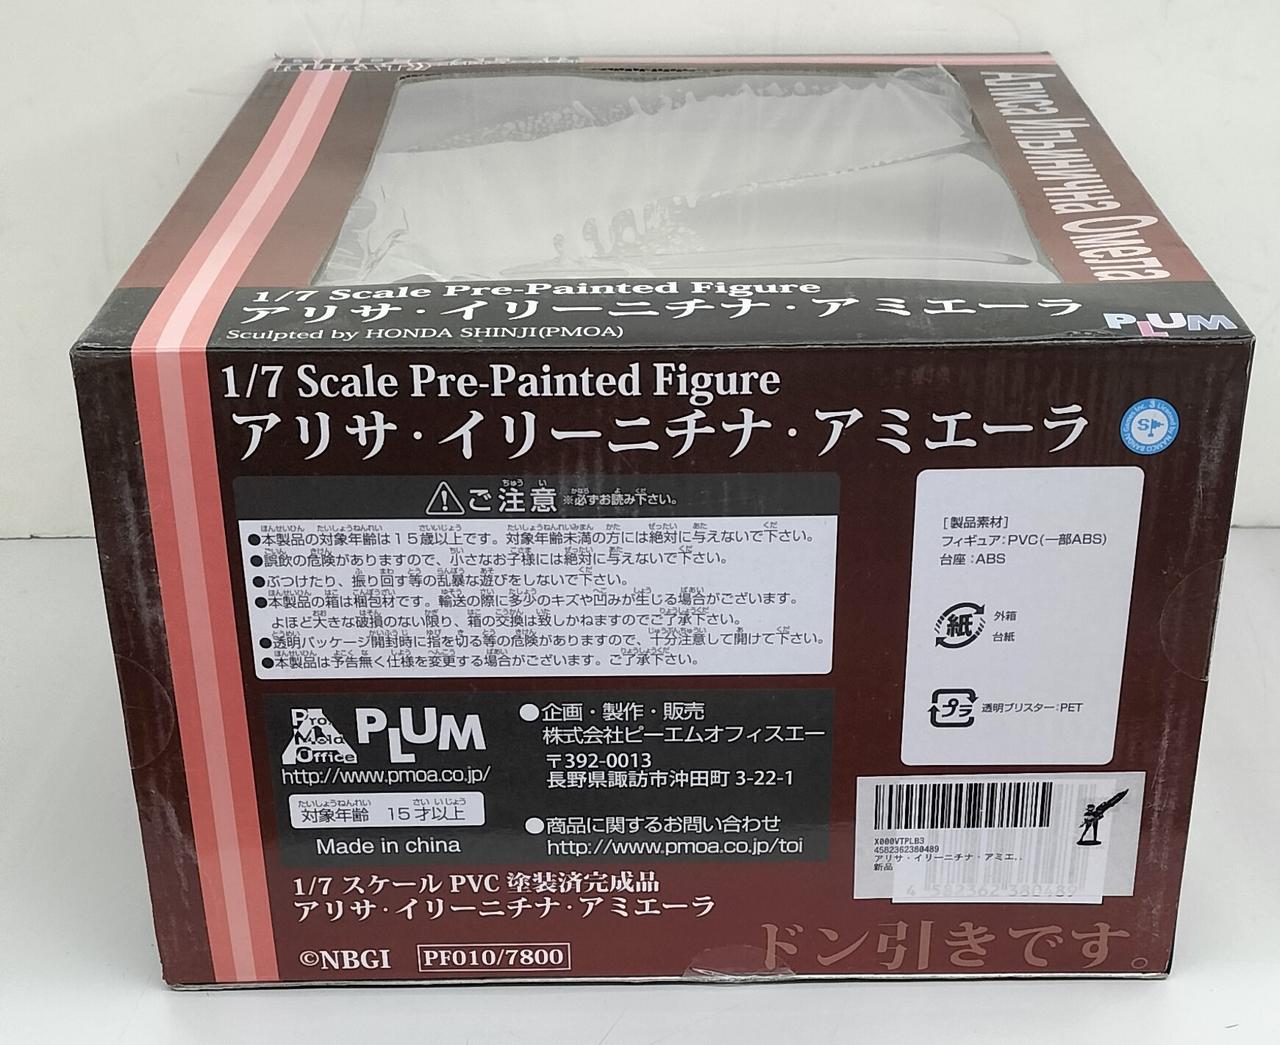 Алиса Ильинична Омела
1/7 Scale Pre-Painted Figure
アリサ・イリーニチナ・アミエーラ
Sculpted by HONDA SHINJI(PMOA)
PLUM
1/7 Scale Pre-Painted Figure
アリサ・イリーニチナ・アミエーラ
ご注意 ※必ずお読み下さい。
●本製品の対象年齢は15歳以上です。対象年齢未満の方には絶対に与えないで下さい。
●誤飲の危険がありますので、小さなお子様には絶対に与えないで下さい。
●ぶつけたり、振り回す等の乱暴な遊びをしないで下さい。
●本製品の箱は梱包材です。輸送の際に多少のキズや凹みが生じる場合がございます。
よほど大きな破損のない限り、箱の交換は致しかねますのでご了承下さい。
●透明パッケージ開封時に指を切る等の危険がありますので、十分注意して開けて下さい。
●本製品は予告無く仕様を変更する場合がございます。ご了承下さい。
[製品素材]
フィギュア:PVC(一部ABS)
台座:ABS
紙
外箱
台紙
プラ
透明ブリスター:PET
Pro Mold Office
PLUM
http://www.pmoa.co.jp/
対象年齢 15才以上
Made in china
●企画・製作・販売
株式会社ピーエムオフィスエー
〒392-0013
長野県諏訪市沖田町 3-22-1
●商品に関するお問い合わせ
http://www.pmoa.co.jp/toi
X000VTPLB3
4582362380489
アリサ・イリーニチナ・アミエ..
新品
4 582362 380489
1/7 スケール PVC 塗装済完成品
アリサ・イリーニチナ・アミエーラ
©NBGI
PF010/7800
ドン引きです。